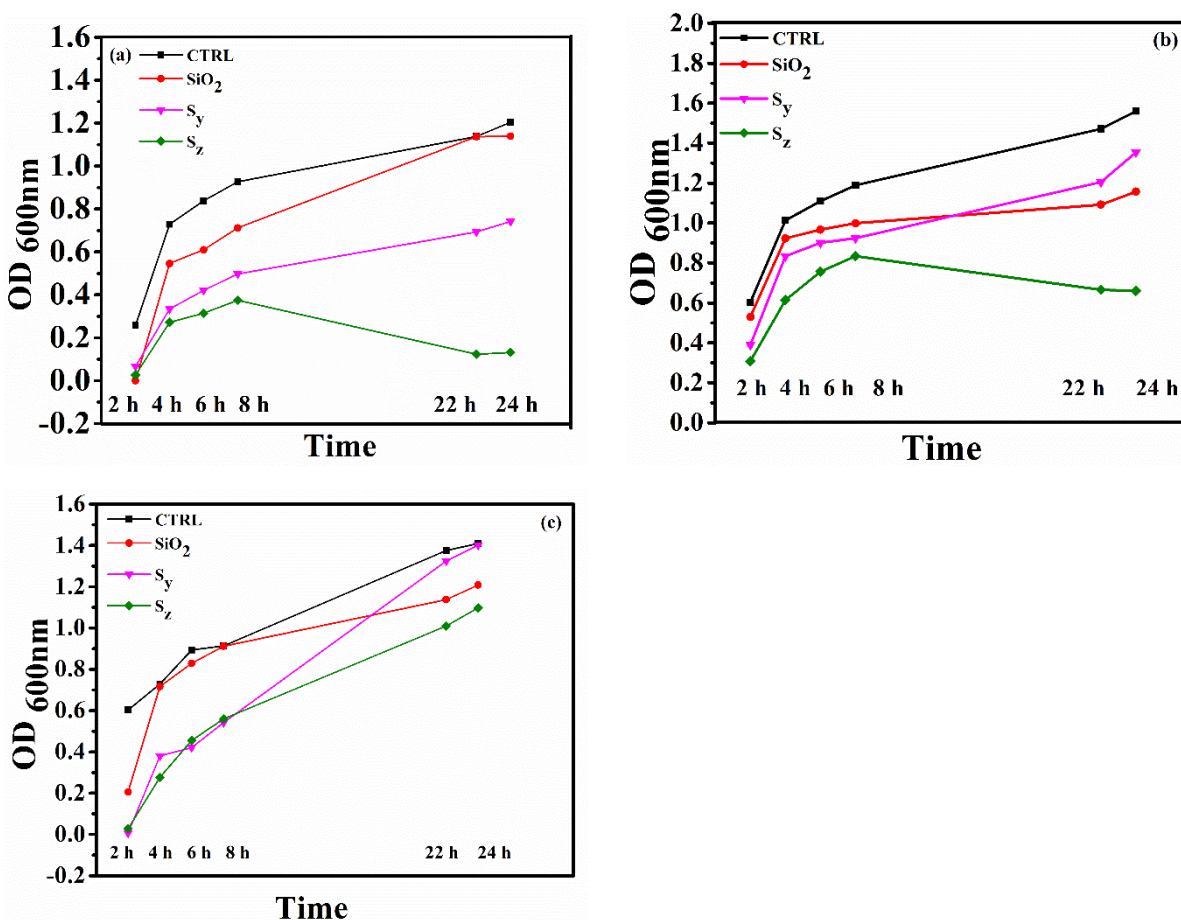 (a)
CTRL
SiO2
Sy
Sz
1.6
1.4
1.2
1.0
0.8
0.6
0.4
0.2
0.0
-0.2
OD 600nm
2 h 4 h 6 h 8 h 22 h 24 h
Time
(b)
CTRL
SiO2
Sy
Sz
2.0
1.8
1.6
1.4
1.2
1.0
0.8
0.6
0.4
0.2
0.0
OD 600nm
2 h 4 h 6 h 8 h 22 h 24 h
Time
(c)
CTRL
SiO2
Sy
Sz
1.6
1.4
1.2
1.0
0.8
0.6
0.4
0.2
0.0
-0.2
OD 600nm
2 h 4 h 6 h 8 h 22 h 24 h
Time